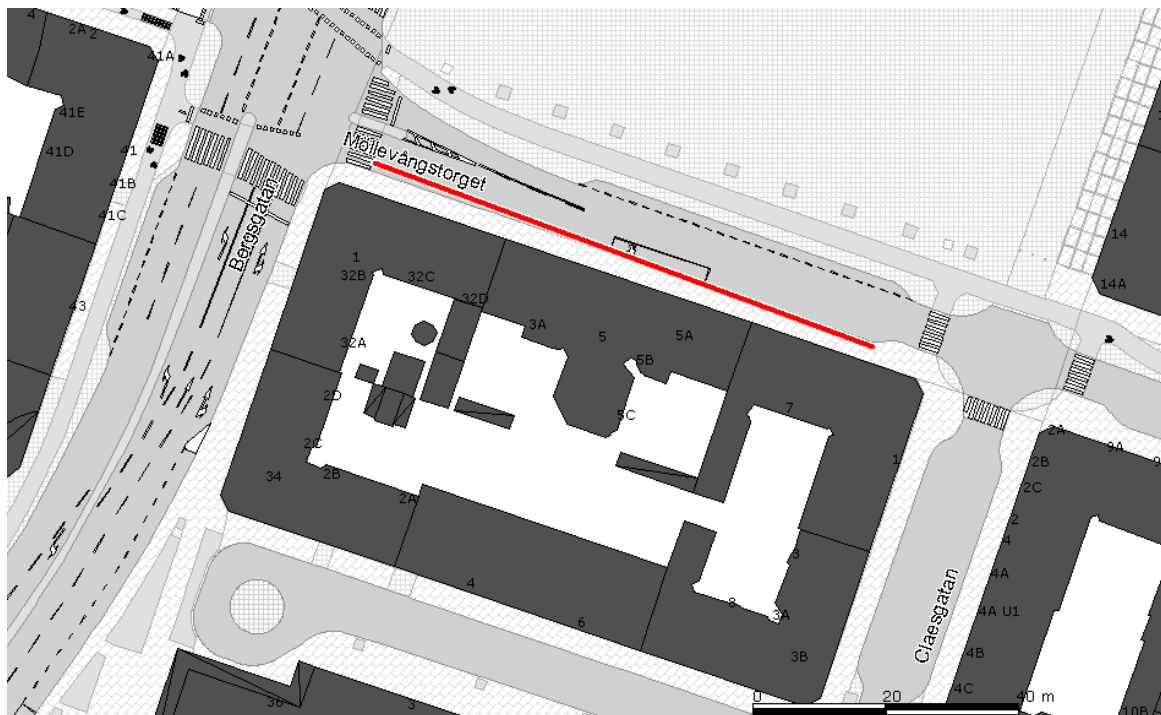 4
2A 2
41A
41E
41D
41
41B
41C
43
Bergsgatan
Möllevångstorget
1
32B
32C
32D
32A
3A
5
5A
5B
5C
7
1
2D
2C
2B
2A
34
4
6
8
3
3A
3B
14
14A
2A
9A
9
2B
2C
2
4
4A
4A U1
4B
4C
10B
Claesgatan
36
3
0 20 40 m